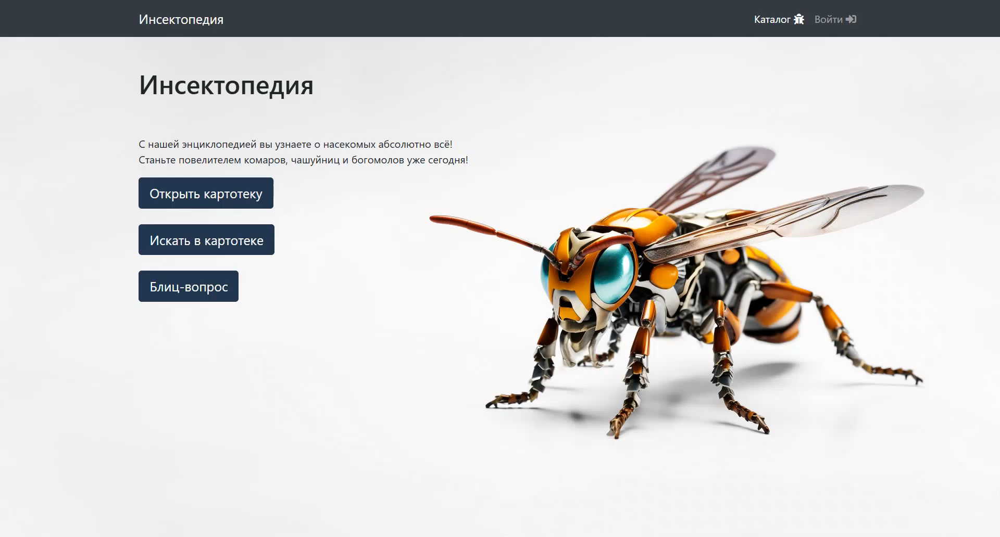 Инсектопедия
Каталог
Войти
Инсектопедия
С нашей энциклопедией вы узнаете о насекомых абсолютно всё!
Станьте повелителем комаров, чашуйниц и богомолов уже сегодня!
Открыть картотеку
Искать в картотеке
Блиц-вопрос